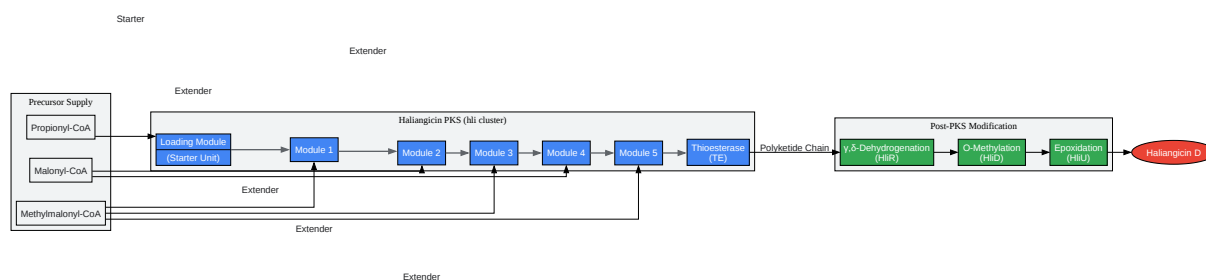 Starter
Extender
Extender
Precursor Supply
Propionyl-CoA
Malonyl-CoA
Methylmalonyl-CoA
Haliangicin PKS (hli cluster)
Loading Module
(Starter Unit)
Module 1
Module 2
Module 3
Module 4
Module 5
Thioesterase
(TE)
Polyketide Chain
Post-PKS Modification
γ,δ-Dehydrogenation
(HliR)
O-Methylation
(HliD)
Epoxidation
(HliU)
Haliangicin D
Extender
Extender
Extender